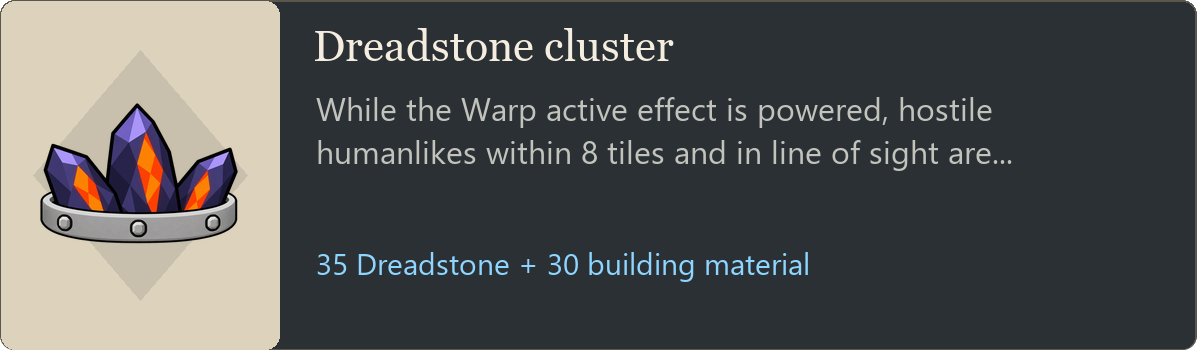 Dreadstone cluster
While the Warp active effect is powered, hostile
humanlikes within 8 tiles and in line of sight are...
35 Dreadstone + 30 building material